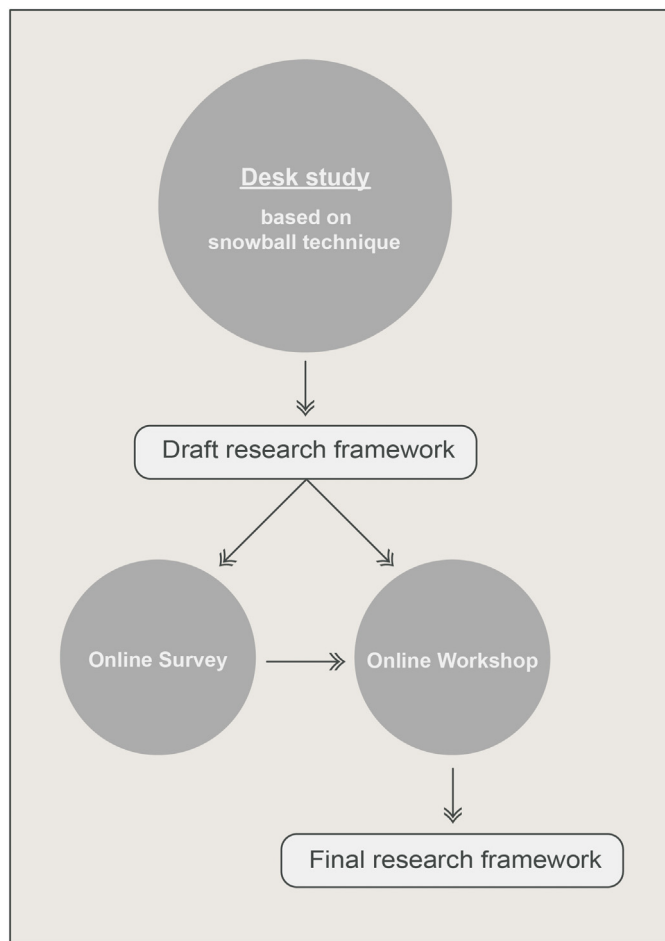 Desk study
based on
snowball technique
Draft research framework
Online Survey
Online Workshop
Final research framework